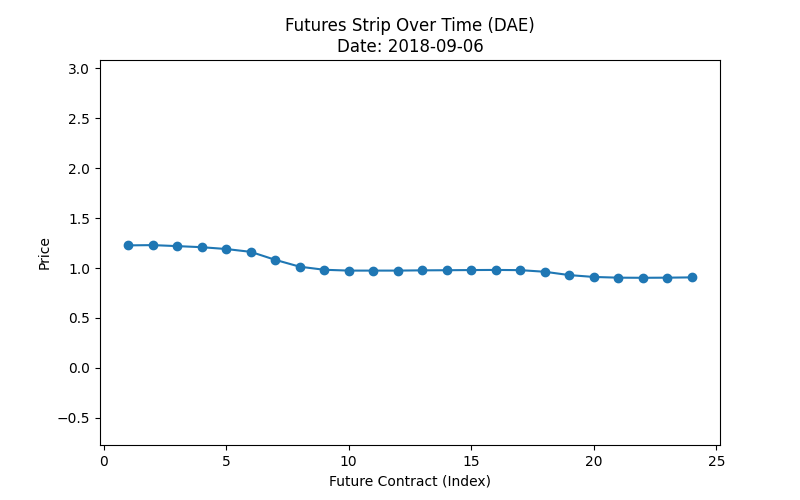 Futures Strip Over Time (DAE)
Date: 2018-09-06
3.0
2.5
2.0
1.5
1.0
0.5
0.0
−0.5
Price
0 5 10 15 20 25
Future Contract (Index)